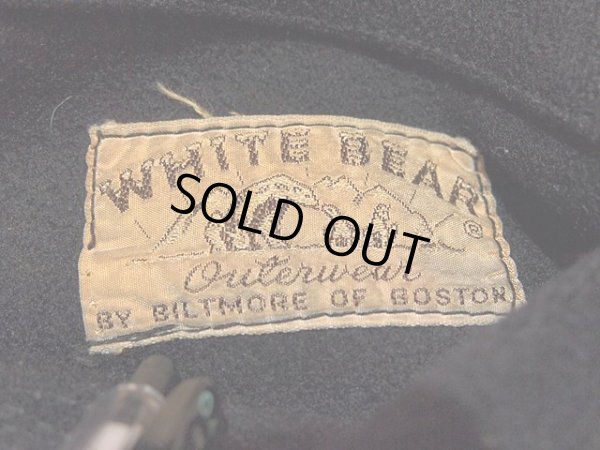 WHITE BEAR
®
SOLD OUT
Outerwear
BY BILTMORE OF BOSTON